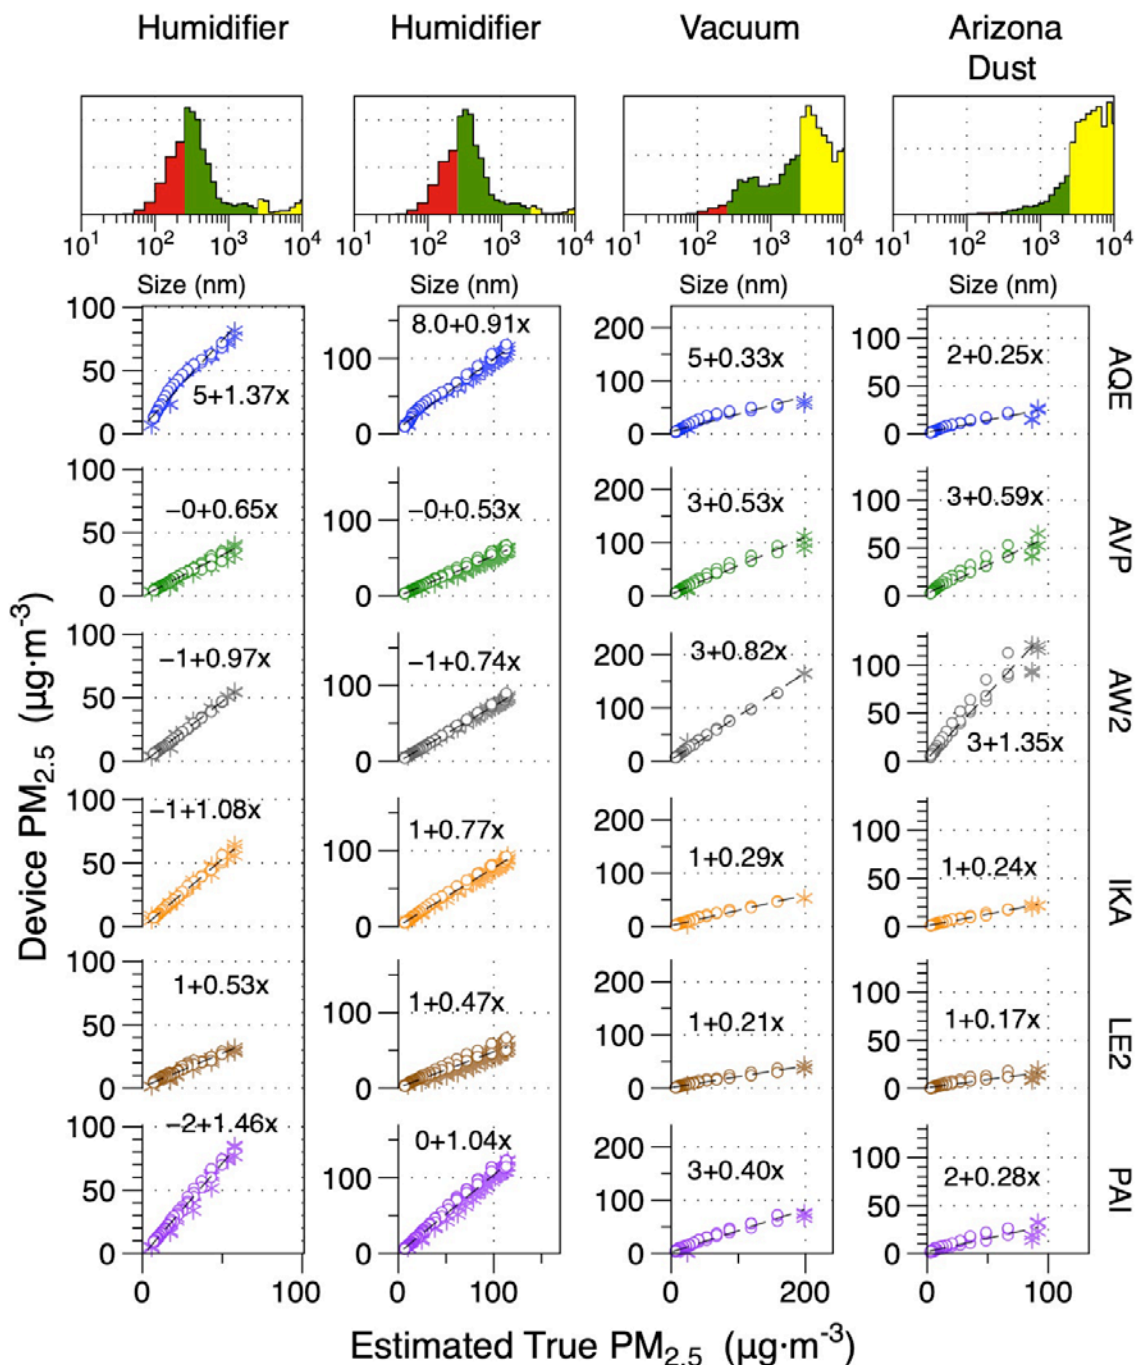 Humidifier Humidifier Vacuum Arizona
Dust
10¹ 10² 10³ 10⁴ 10¹ 10² 10³ 10⁴ 10¹ 10² 10³ 10⁴ 10¹ 10² 10³ 10⁴
Size (nm) Size (nm) Size (nm) Size (nm)
100 50 0 5+1.37x 100 0 8.0+0.91x 200 100 0 5+0.33x 100 50 0 2+0.25x AQE
100 50 0 −0+0.65x 100 0 −0+0.53x 200 100 0 3+0.53x 100 50 0 3+0.59x AVP
100 50 0 −1+0.97x 100 0 −1+0.74x 200 100 0 3+0.82x 100 50 0 3+1.35x AW2
100 50 0 −1+1.08x 100 0 1+0.77x 200 100 0 1+0.29x 100 50 0 1+0.24x IKA
100 50 0 1+0.53x 100 0 1+0.47x 200 100 0 1+0.21x 100 50 0 1+0.17x LE2
100 50 0 −2+1.46x 100 0 0+1.04x 200 100 0 3+0.40x 100 50 0 2+0.28x PAI
0 100 0 100 0 200 0 100
Device PM2.5 (µg·m⁻³)
Estimated True PM2.5 (µg·m⁻³)